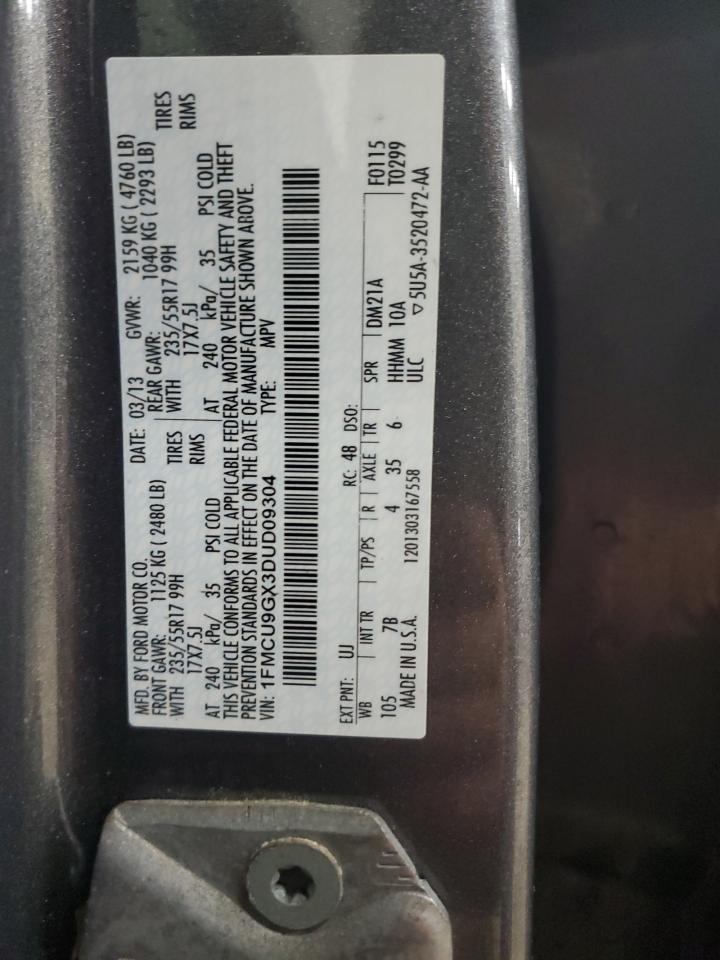 MFD. BY FORD MOTOR CO.
DATE: 03/13 GVWR: 2159 KG ( 4760 LB)
FRONT GAWR: 1125 KG ( 2480 LB) REAR GAWR: 1040 KG ( 2293 LB)
WITH 235/55R17 99H TIRES WITH 235/55R17 99H TIRES
17X7.5J RIMS 17X7.5J RIMS
AT 240 kPa/ 35 PSI COLD AT 240 kPa/ 35 PSI COLD
THIS VEHICLE CONFORMS TO ALL APPLICABLE FEDERAL MOTOR VEHICLE SAFETY AND THEFT
PREVENTION STANDARDS IN EFFECT ON THE DATE OF MANUFACTURE SHOWN ABOVE.
VIN: 1FMCU9GX3DUD09304 TYPE: MPV
EXT PNT: UJ RC: 48 DSO: F0115
WB INT TR TP/PS R AXLE TR SPR DM21A T0299
105 7B 4 35 6 HHMM 10A
MADE IN U.S.A. 1201303167558 ULC ▽5U5A-3520472-AA